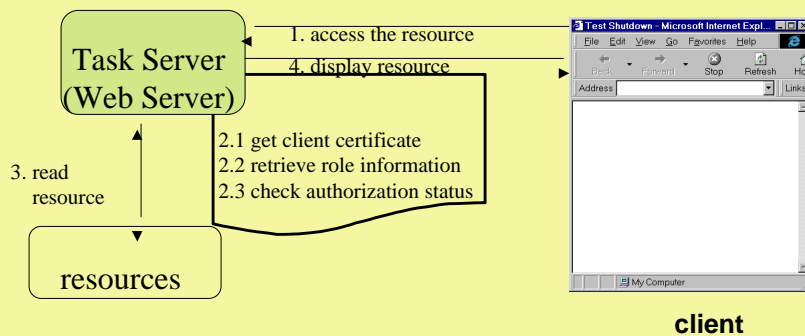 Task Server
(Web Server)
1. access the resource
4. display resource
2.1 get client certificate
2.2 retrieve role information
2.3 check authorization status
3. read
resource
resources
Test Shutdown - Microsoft Internet Expl...
File Edit View Go Favorites Help
Back Forward Stop Refresh Ho
Address Links
My Computer
client